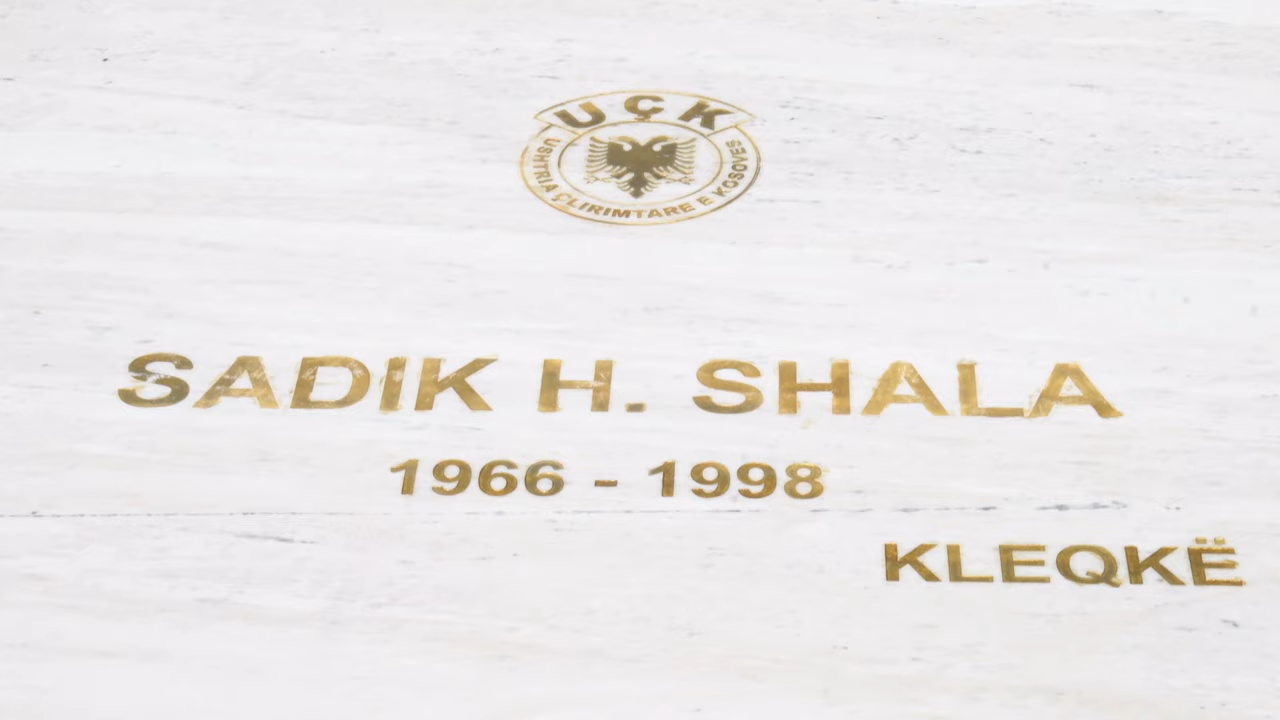 UÇK
USHTRIA ÇLIRIMTARE E KOSOVËS
SADIK H. SHALA
1966 - 1998
KLEQKË